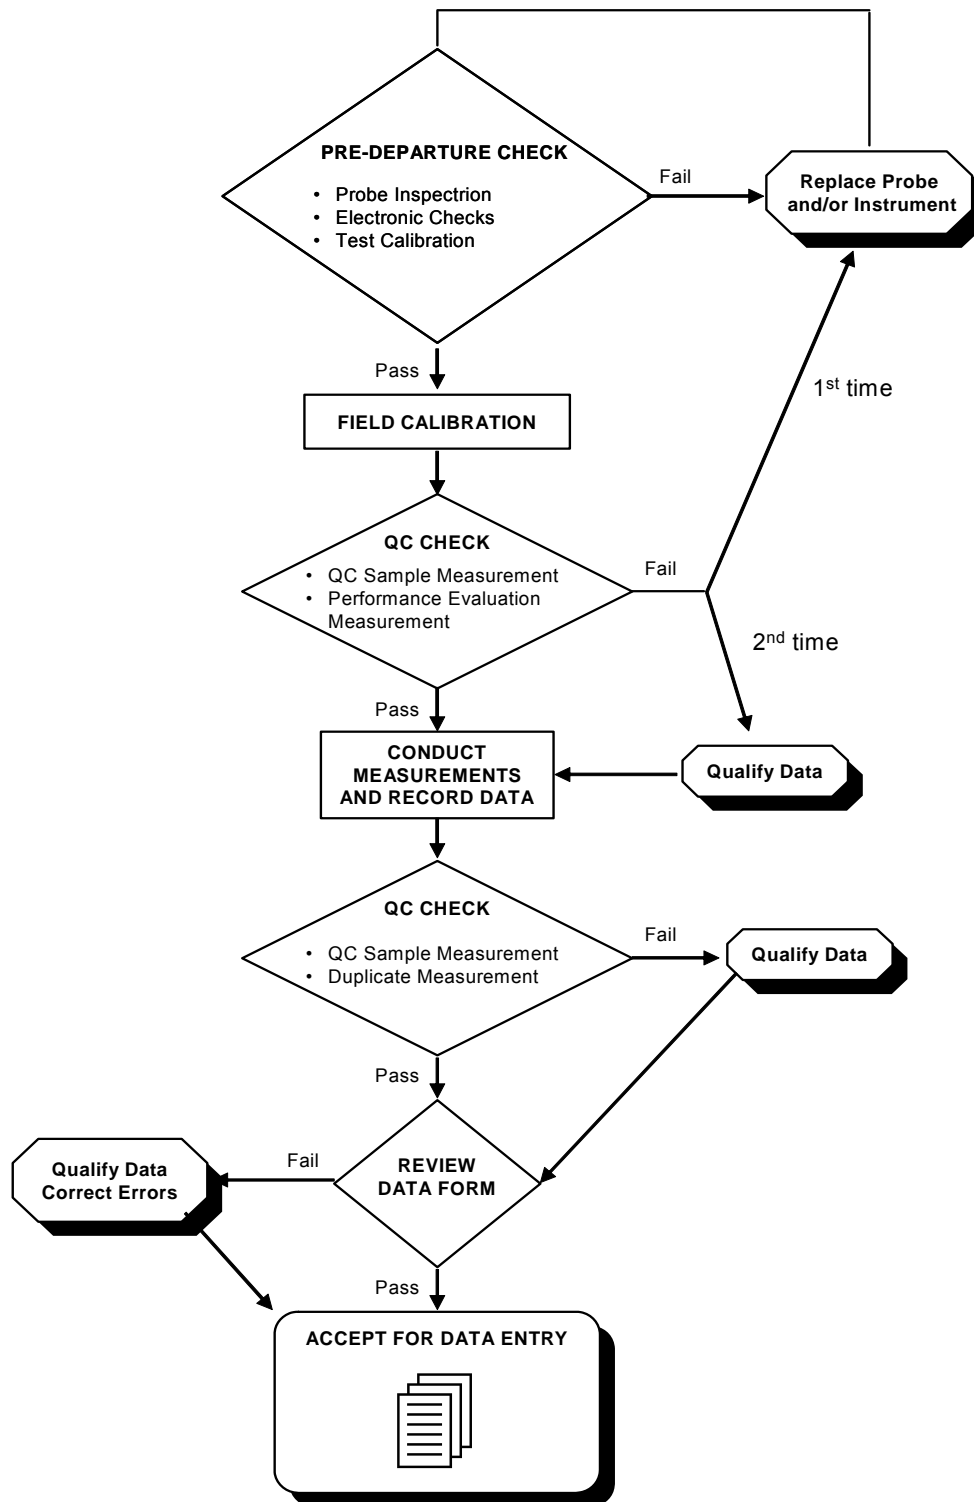 PRE-DEPARTURE CHECK
• Probe Inspectrion
• Electronic Checks
• Test Calibration
Fail
Replace Probe
and/or Instrument
Pass
1st time
FIELD CALIBRATION
QC CHECK
• QC Sample Measurement
• Performance Evaluation
Measurement
Fail
2nd time
Pass
CONDUCT
MEASUREMENTS
AND RECORD DATA
Qualify Data
QC CHECK
• QC Sample Measurement
• Duplicate Measurement
Fail
Qualify Data
Pass
REVIEW
DATA FORM
Fail
Qualify Data
Correct Errors
Pass
ACCEPT FOR DATA ENTRY